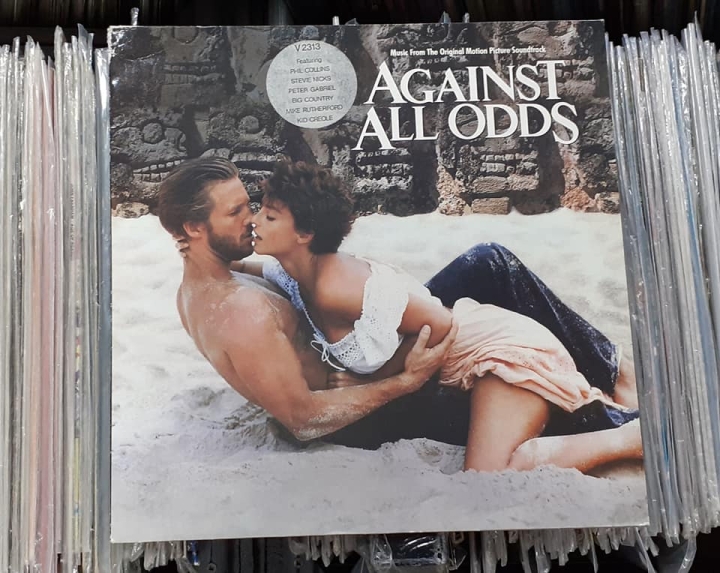 V 2313
Featuring
PHIL COLLINS
STEVIE NICKS
PETER GABRIEL
BIG COUNTRY
MIKE RUTHERFORD
KID CREOLE
Music From The Original Motion Picture Soundtrack
AGAINST
ALL ODDS